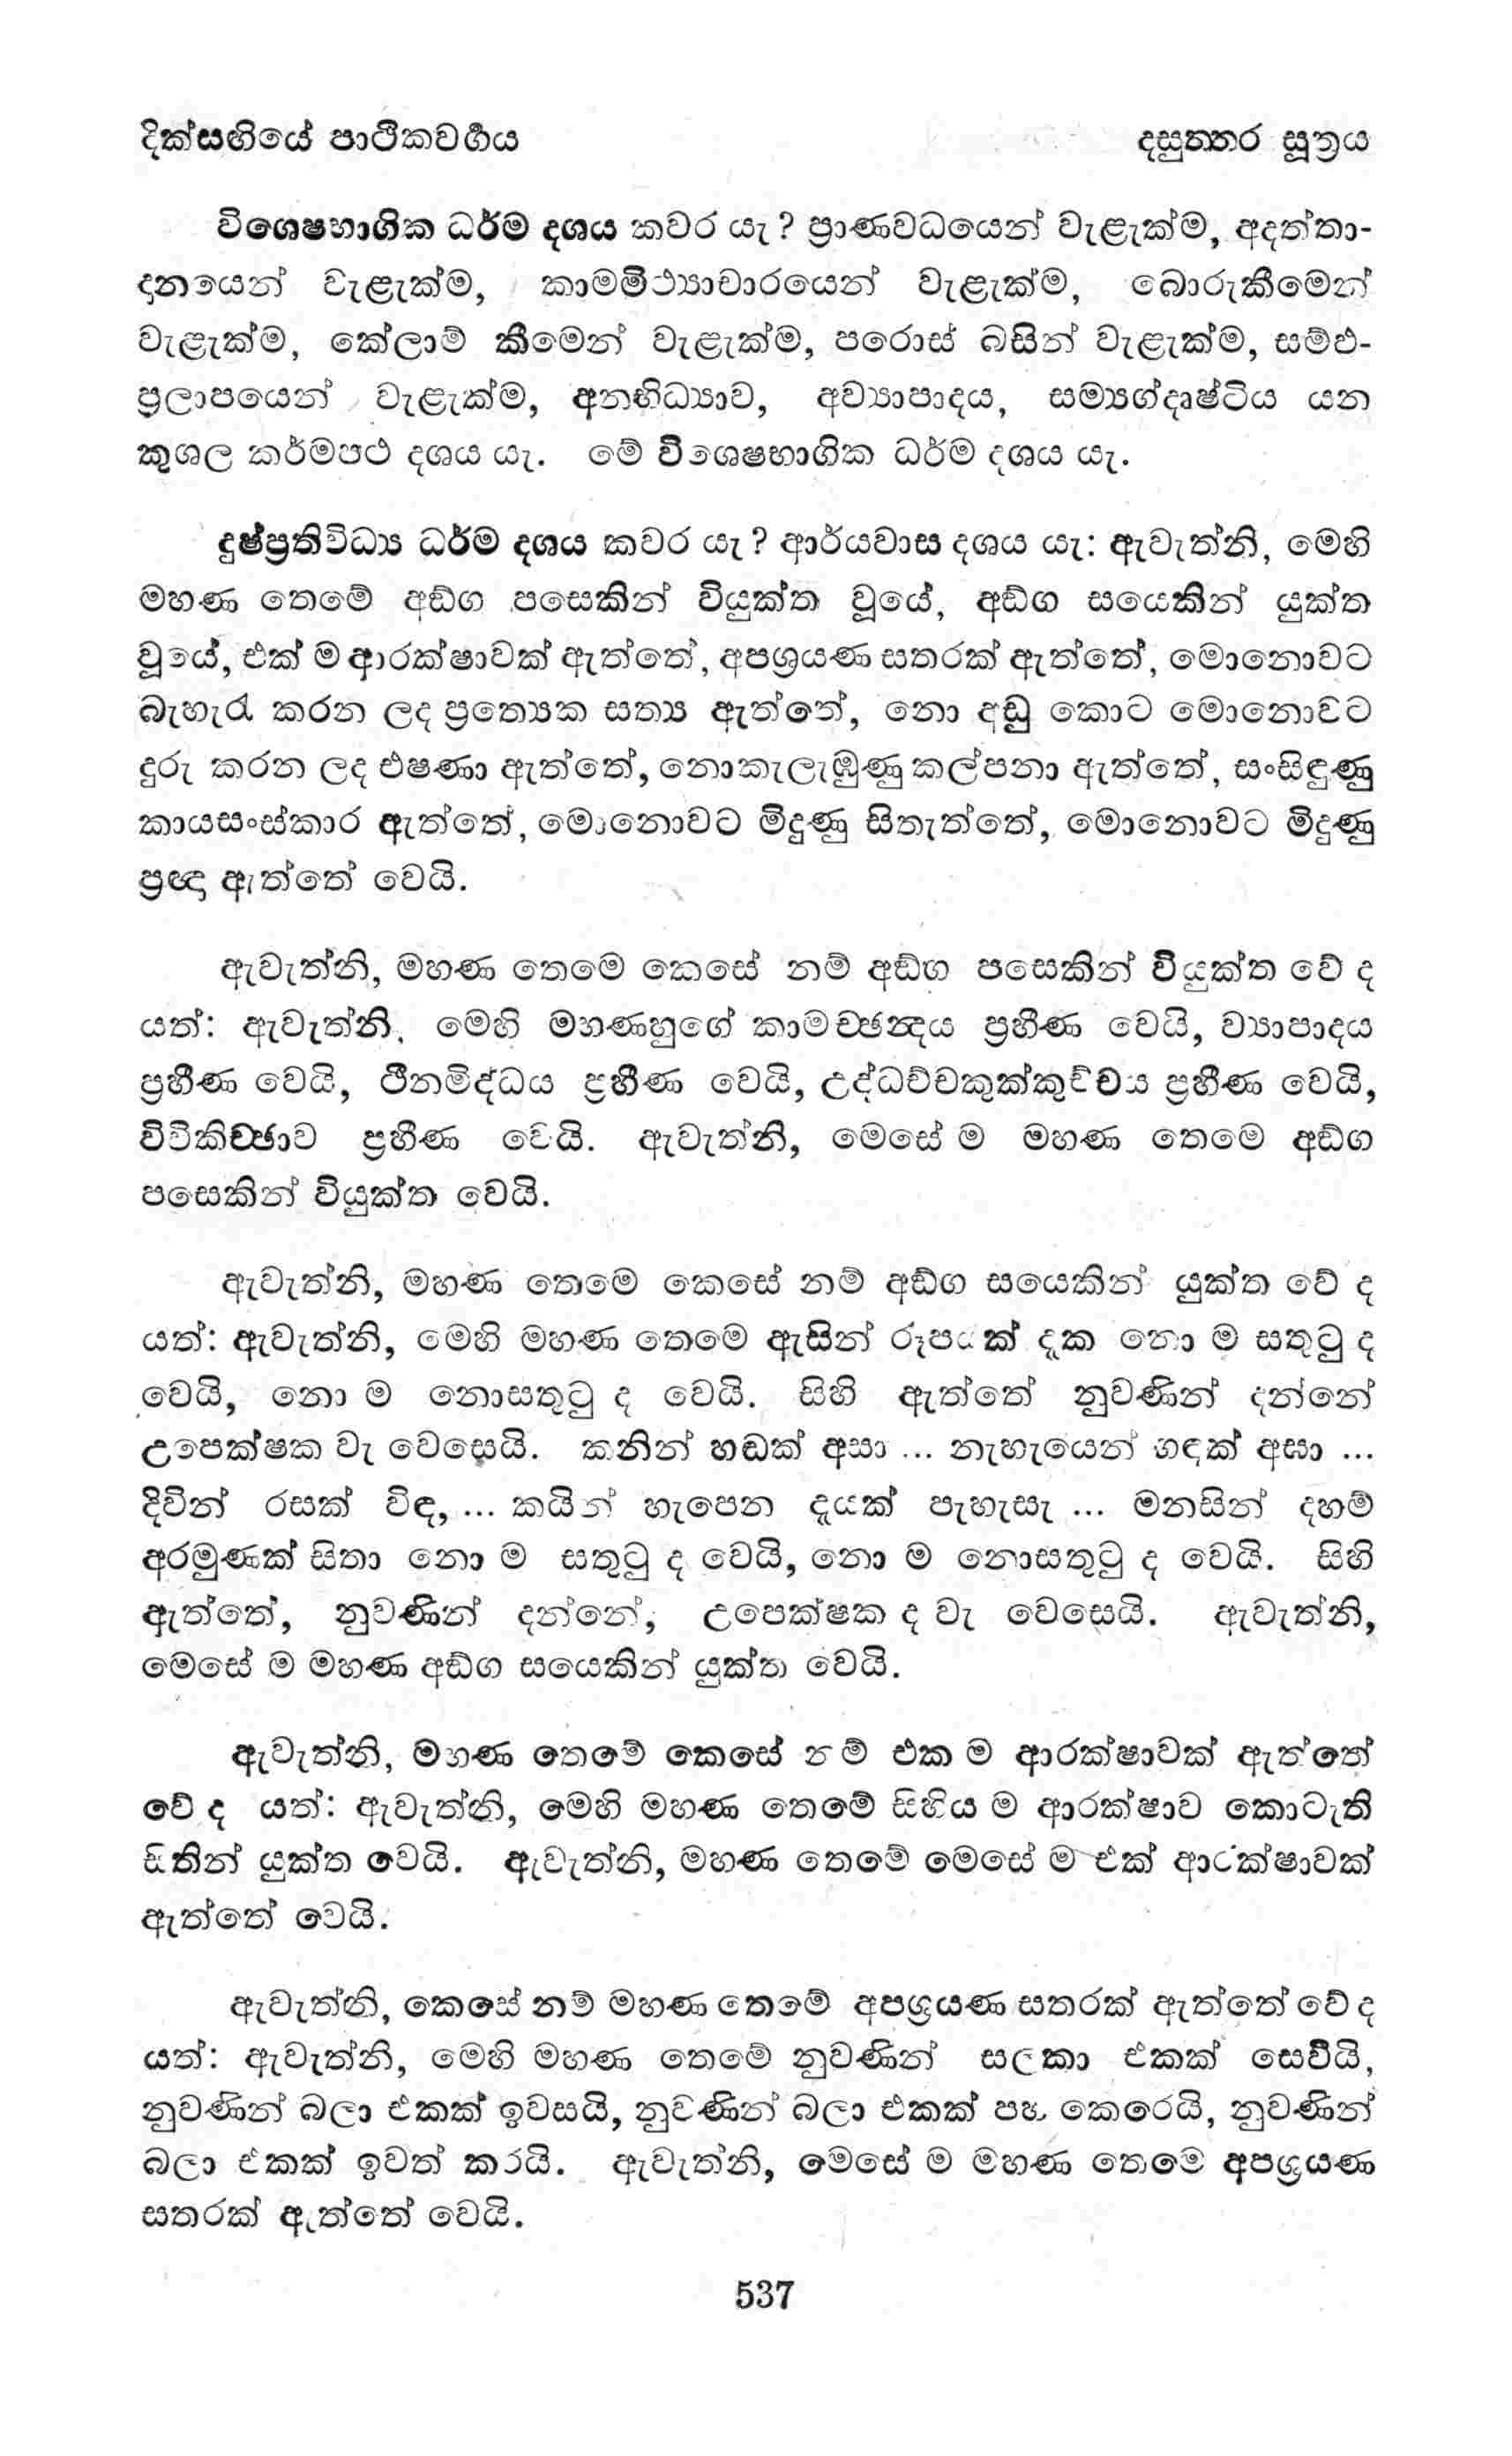 දික්සඟියේ පාථිකවර්‍ගය
දසුත්තර සූත්‍රය
විශෙෂභාගික ධර්ම දශය කවර යැ? ප්‍රාණවධයෙන් වැළැක්ම, අදත්තා-
දානයෙන් වැළැක්ම, කාමමිථ්‍යාචාරයෙන් වැළැක්ම, බොරුකීමෙන්
වැළැක්ම, කේලාම් කීමෙන් වැළැක්ම, පරොස් බසින් වැළැක්ම, සම්ඵ-
ප්‍රලාපයෙන් වැළැක්ම, අනභිධ්‍යාව, අව්‍යාපාදය, සම්‍යග්දෘෂ්ටිය යන
කුශල කර්මපථ දශය යැ. මේ විශෙෂභාගික ධර්ම දශය යැ.
දුෂ්ප්‍රතිවිධ්‍ය ධර්ම දශය කවර යැ? ආර්යවාස දශය යැ: ඇවැත්නි, මෙහි
මහණ තෙමේ අඞ්ග පසෙකින් වියුක්ත වූයේ, අඞ්ග සයෙකින් යුක්ත
වූයේ, එක් ම ආරක්ෂාවක් ඇත්තේ, අපශ්‍රයණ සතරක් ඇත්තේ, මොනොවට
බැහැරැ කරන ලද ප්‍රත්‍යෙක සත්‍ය ඇත්තේ, නො අඩු කොට මොනොවට
දුරු කරන ලද එෂණා ඇත්තේ, නොකැලැඹුණු කල්පනා ඇත්තේ, සංසිඳුණු
කායසංස්කාර ඇත්තේ, මොනොවට මිදුණු සිතැත්තේ, මොනොවට මිදුණු
ප්‍රඥා ඇත්තේ වෙයි.
ඇවැත්නි, මහණ තෙමෙ කෙසේ නම් අඞ්ග පසෙකින් වියුක්ත වේ ද
යත්: ඇවැත්නි, මෙහි මහණහුගේ කාමච්ඡන්‍දය ප්‍රහීණ වෙයි, ව්‍යාපාදය
ප්‍රහීණ වෙයි, ථීනමිද්ධය ප්‍රහීණ වෙයි, උද්ධච්චකුක්කුච්චය ප්‍රහීණ වෙයි,
විචිකිච්ඡාව ප්‍රහීණ වෙයි. ඇවැත්නි, මෙසේ ම මහණ තෙමෙ අඞ්ග
පසෙකින් වියුක්ත වෙයි.
ඇවැත්නි, මහණ තෙමෙ කෙසේ නම් අඞ්ග සයෙකින් යුක්ත වේ ද
යත්: ඇවැත්නි, මෙහි මහණ තෙමෙ ඇසින් රූපයක් දැක නො ම සතුටු ද
වෙයි, නො ම නොසතුටු ද වෙයි. සිහි ඇත්තේ නුවණින් දන්නේ
උපෙක්ෂක වැ වෙසෙයි. කනින් හඬක් අසා ... නැහැයෙන් ගඳක් අඝා ...
දිවින් රසක් විඳ, ... කයින් හැපෙන දැයක් පැහැසැ ... මනසින් දහම්
අරමුණක් සිතා නො ම සතුටු ද වෙයි, නො ම නොසතුටු ද වෙයි. සිහි
ඇත්තේ, නුවණින් දන්නේ, උපෙක්ෂක ද වැ වෙසෙයි. ඇවැත්නි,
මෙසේ ම මහණ අඞ්ග සයෙකින් යුක්ත වෙයි.
ඇවැත්නි, මහණ තෙමේ කෙසේ නම් එක ම ආරක්ෂාවක් ඇත්තේ
වේ ද යත්: ඇවැත්නි, මෙහි මහණ තෙමේ සිහිය ම ආරක්ෂාව කොටැති
සිතින් යුක්ත වෙයි. ඇවැත්නි, මහණ තෙමේ මෙසේ ම එක් ආරක්ෂාවක්
ඇත්තේ වෙයි.
ඇවැත්නි, කෙසේ නම් මහණ තෙමේ අපශ්‍රයණ සතරක් ඇත්තේ වේ ද
යත්: ඇවැත්නි, මෙහි මහණ තෙමේ නුවණින් සලකා එකක් සෙවීයි,
නුවණින් බලා එකක් ඉවසයි, නුවණින් බලා එකක් පහ කෙරෙයි, නුවණින්
බලා එකක් ඉවත් කරයි. ඇවැත්නි, මෙසේ ම මහණ තෙමෙ අපශ්‍රයණ
සතරක් ඇත්තේ වෙයි.
537